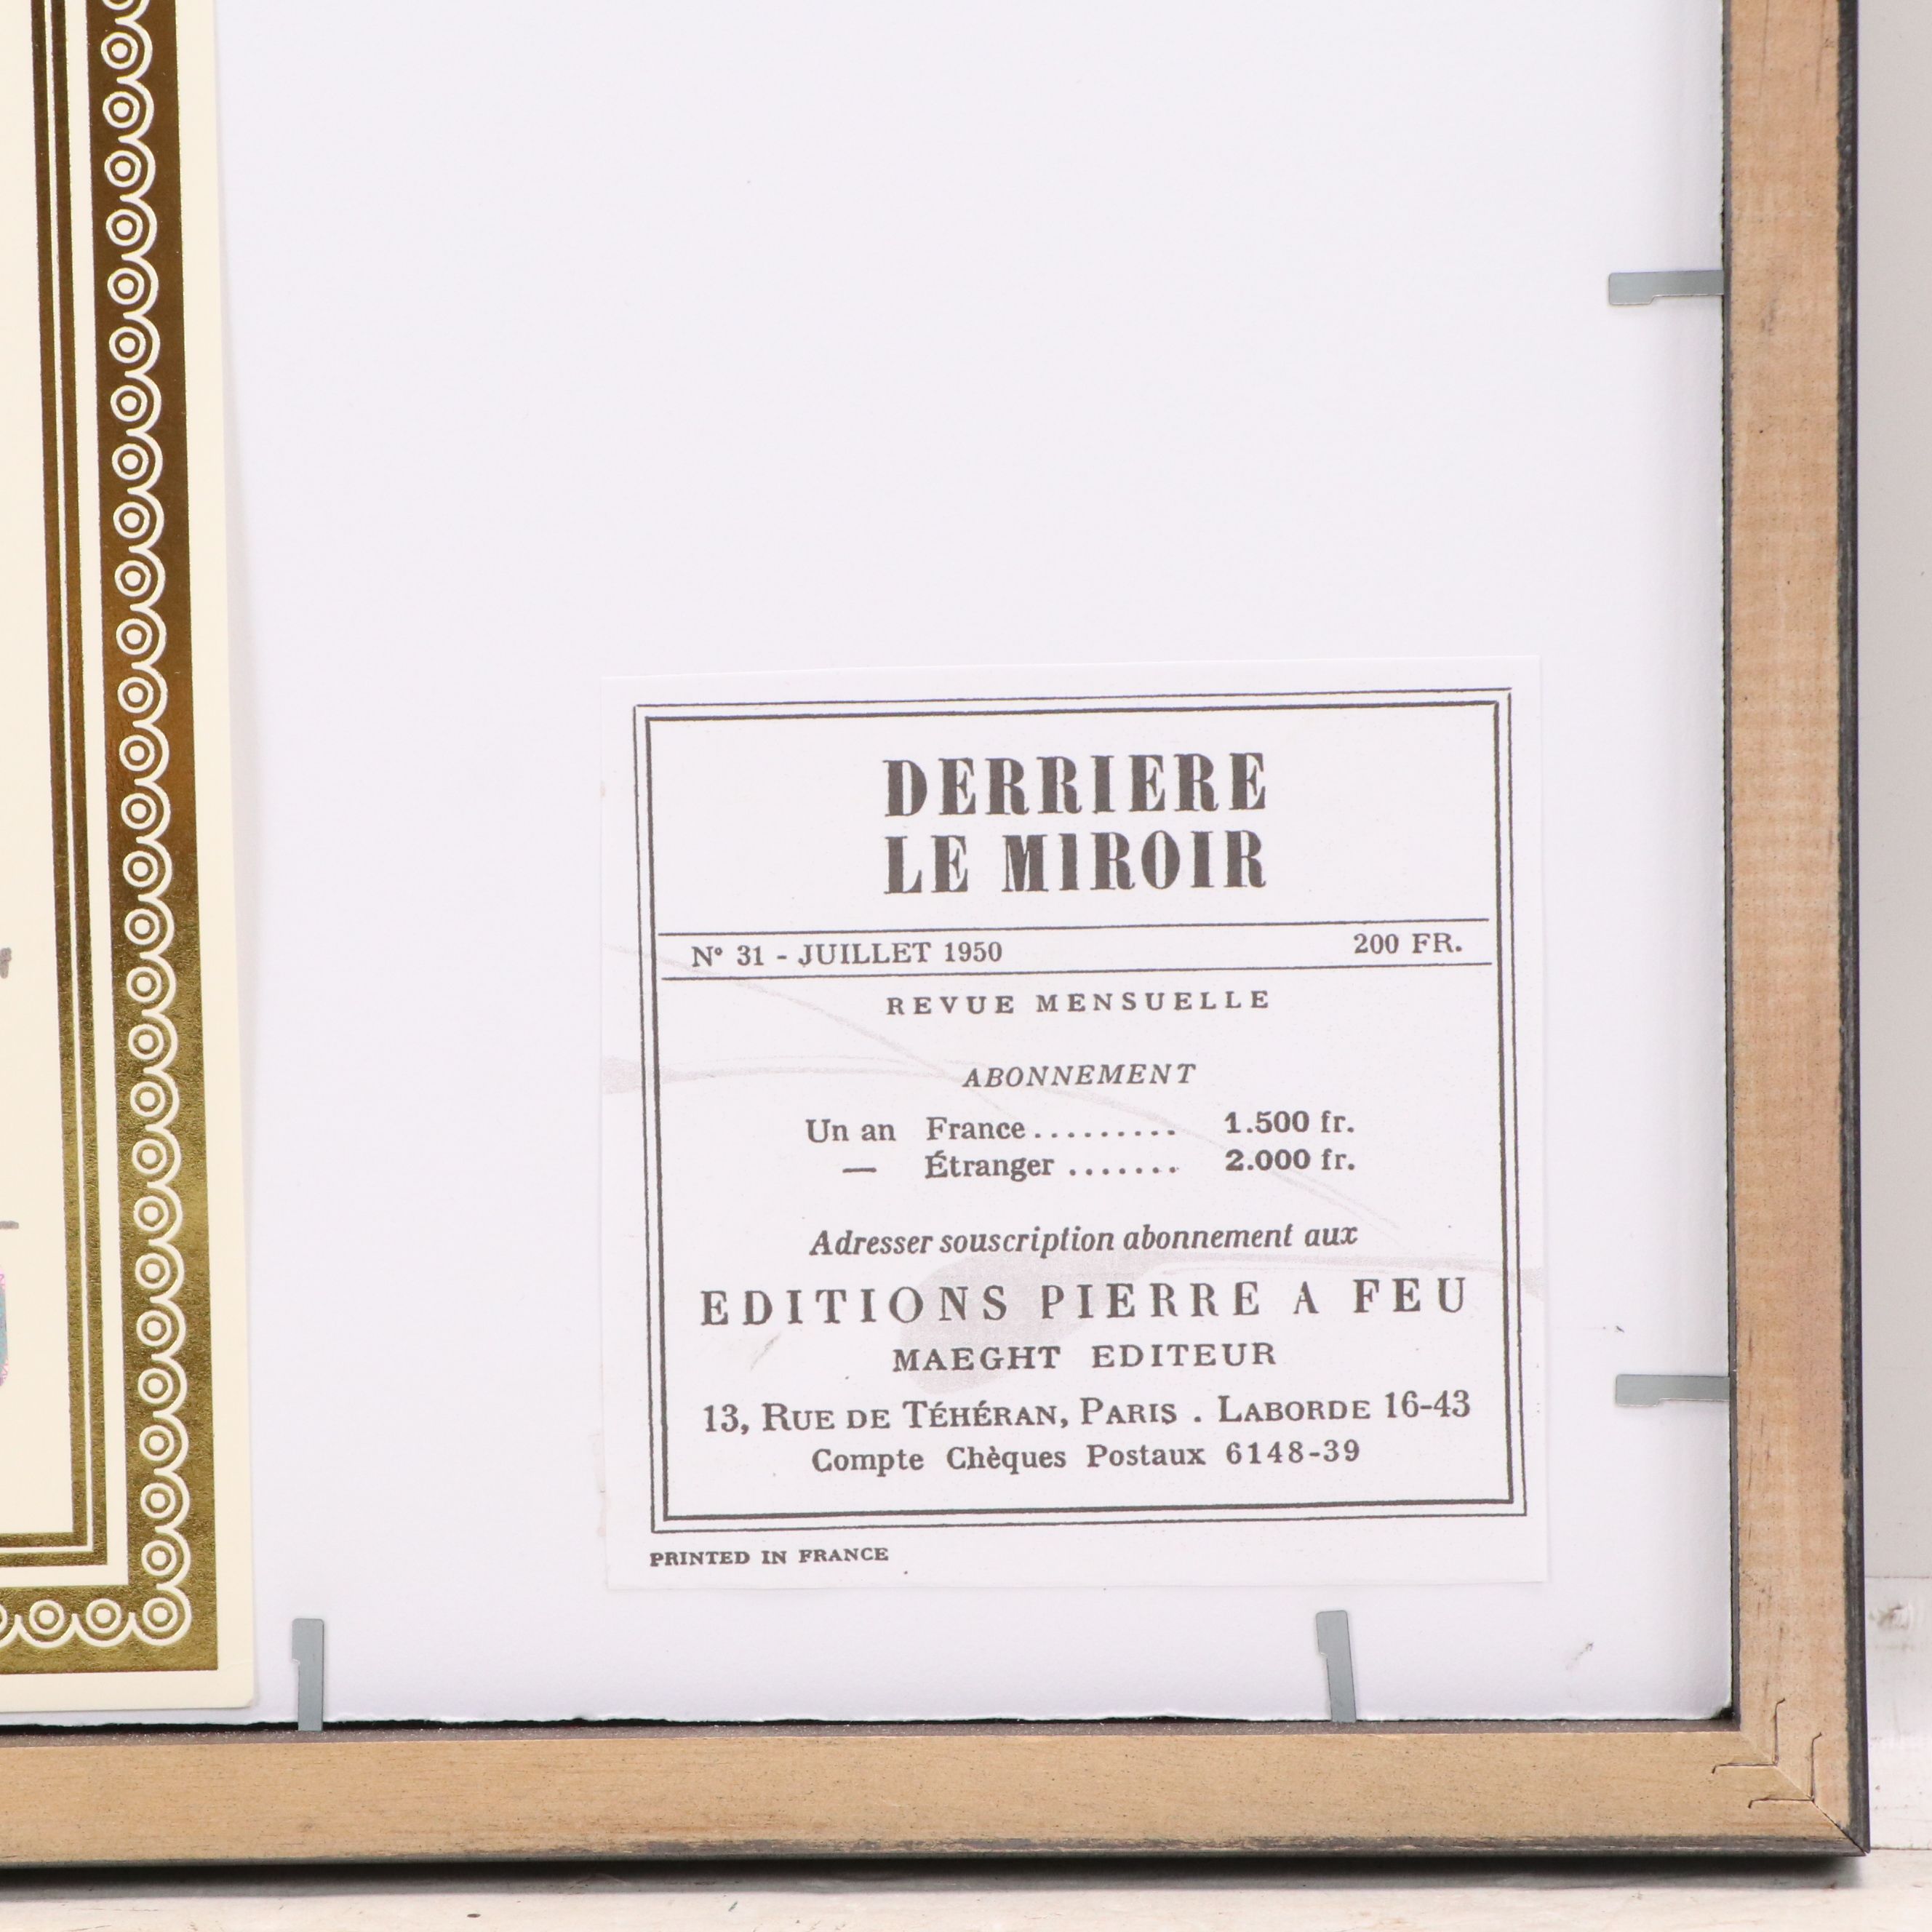 DERRIERE
LE MIROIR
N° 31 - JUILLET 1950 200 FR.
REVUE MENSUELLE
ABONNEMENT
Un an France......... 1.500 fr.
— Étranger ....... 2.000 fr.
Adresser souscription abonnement aux
EDITIONS PIERRE A FEU
MAEGHT EDITEUR
13, RUE DE TÉHÉRAN, PARIS . LABORDE 16-43
Compte Chèques Postaux 6148-39
PRINTED IN FRANCE